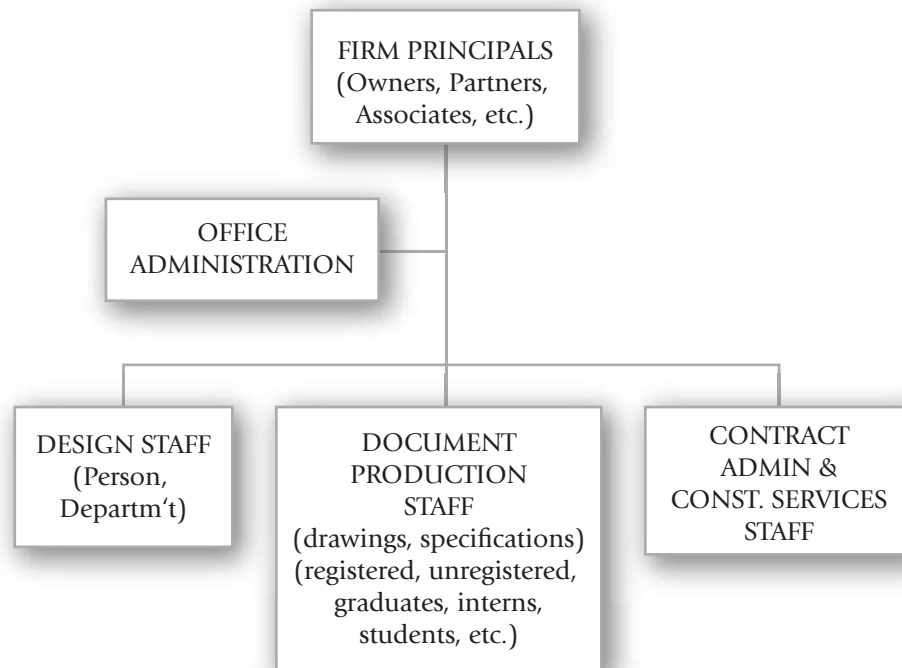 FIRM PRINCIPALS
(Owners, Partners,
Associates, etc.)
OFFICE
ADMINISTRATION
DESIGN STAFF
(Person,
Departm‘t)
DOCUMENT
PRODUCTION
STAFF
(drawings, specifications)
(registered, unregistered,
graduates, interns,
students, etc.)
CONTRACT
ADMIN &
CONST. SERVICES
STAFF